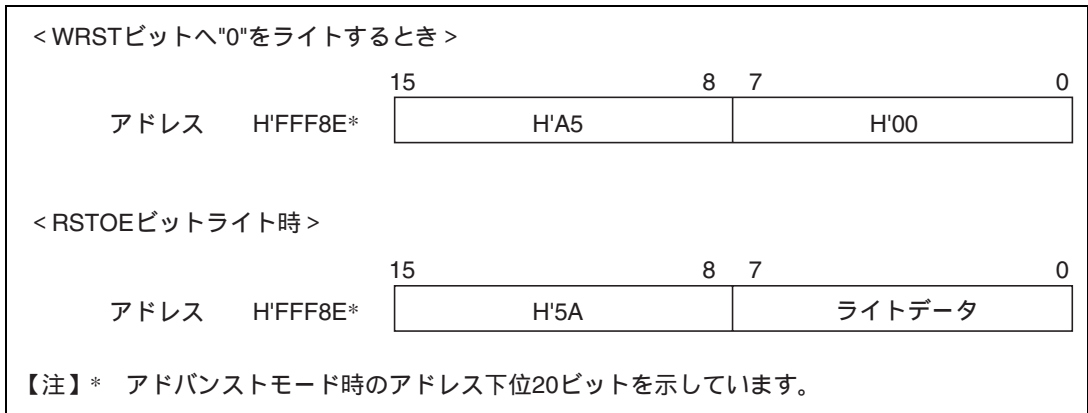 ＜WRSTビットへ"0"をライトするとき＞
15 8 7 0
アドレス H'FFF8E* H'A5 H'00
＜RSTOEビットライト時＞
15 8 7 0
アドレス H'FFF8E* H'5A ライトデータ
【注】* アドバンストモード時のアドレス下位20ビットを示しています。